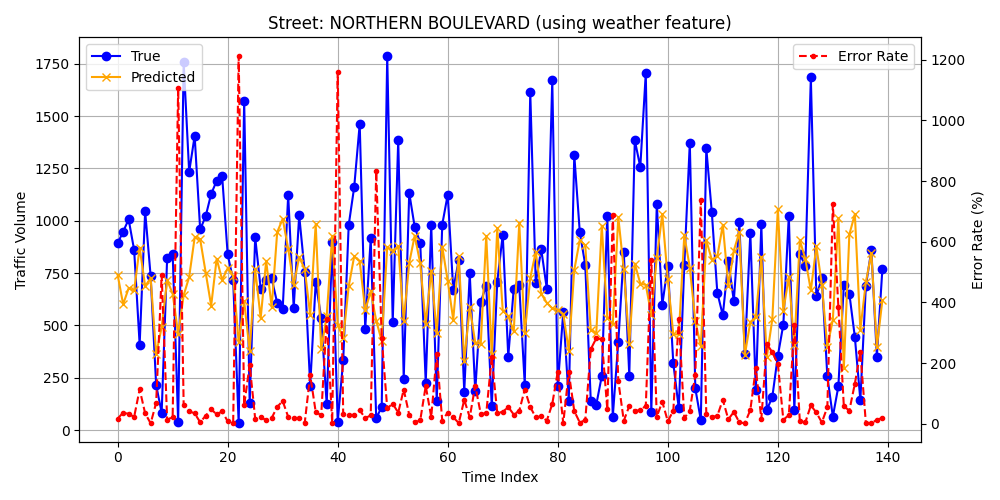 Street: NORTHERN BOULEVARD (using weather feature)
True
Predicted
Error Rate
Traffic Volume
1750
1500
1250
1000
750
500
250
0
1200
1000
800
600
400
200
0
Error Rate (%)
0 20 40 60 80 100 120 140
Time Index